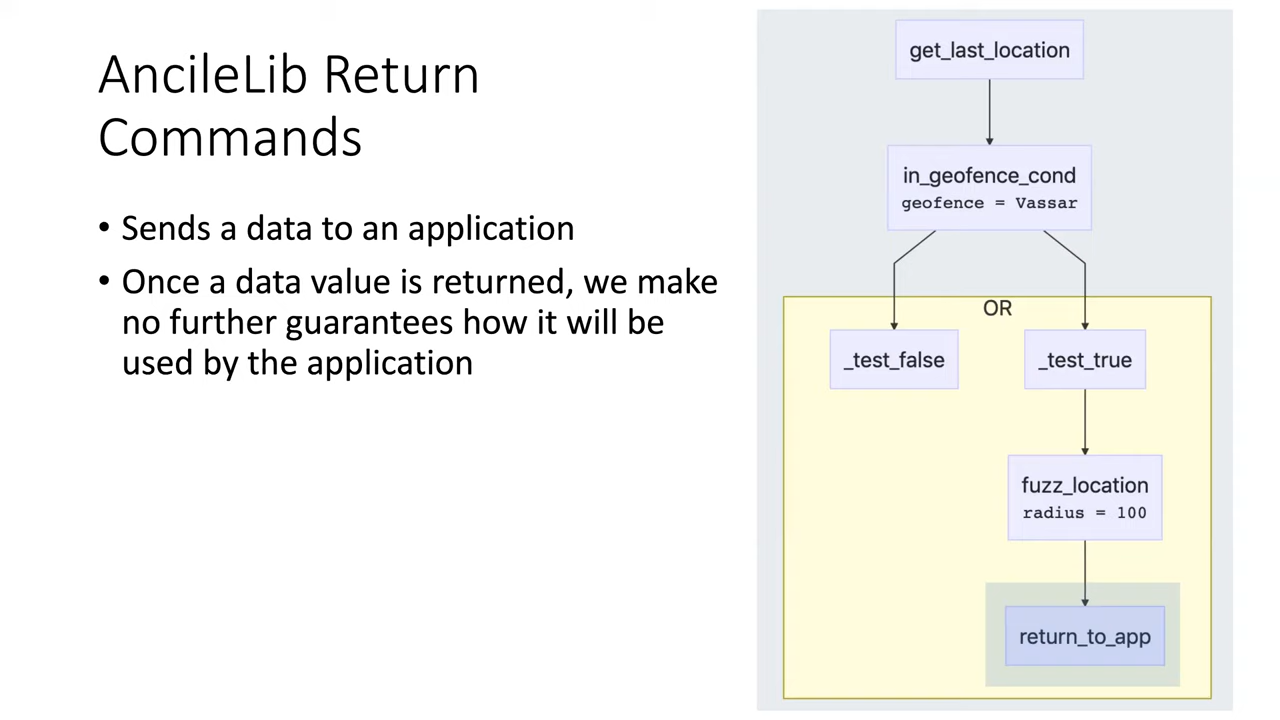 AncileLib Return
Commands
• Sends a data to an application
• Once a data value is returned, we make
no further guarantees how it will be
used by the application
get_last_location
in_geofence_cond
geofence = Vassar
OR
_test_false
_test_true
fuzz_location
radius = 100
return_to_app